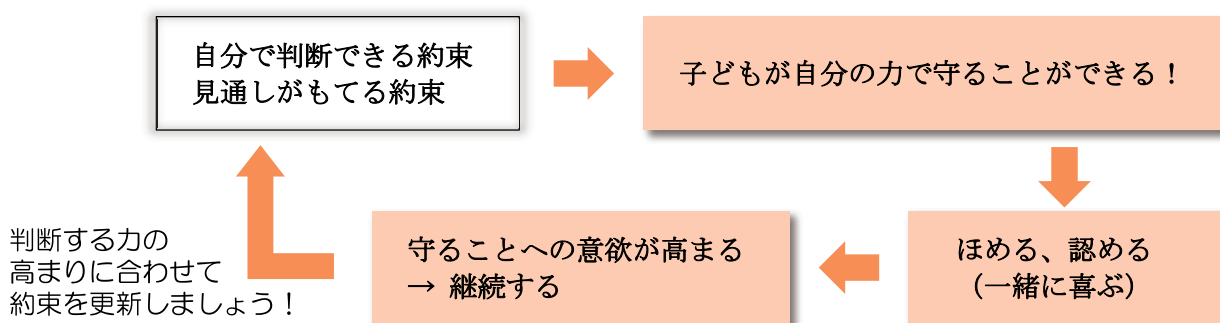 自分で判断できる約束
見通しがもてる約束
子どもが自分の力で守ることができる！
ほめる、認める
（一緒に喜ぶ）
守ることへの意欲が高まる
→ 継続する
判断する力の
高まりに合わせて
約束を更新しましょう！